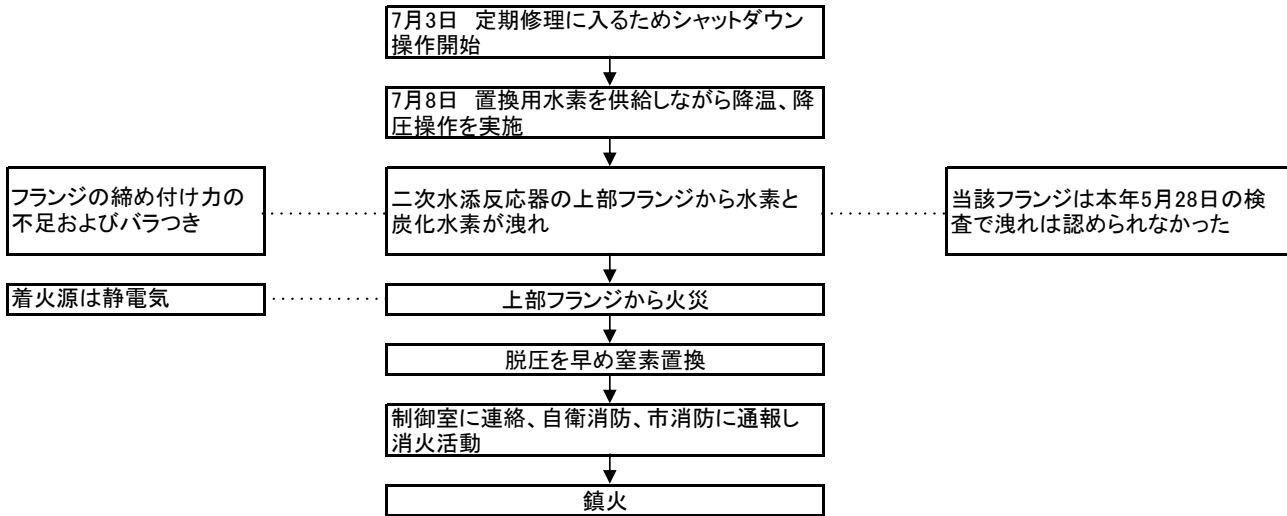 7月3日　定期修理に入るためシャットダウン
操作開始
7月8日　置換用水素を供給しながら降温、降
圧操作を実施
フランジの締め付け力の
不足およびバラつき
二次水添反応器の上部フランジから水素と
炭化水素が洩れ
当該フランジは本年5月28日の検
査で洩れは認められなかった
着火源は静電気
上部フランジから火災
脱圧を早め窒素置換
制御室に連絡、自衛消防、市消防に通報し
消火活動
鎮火